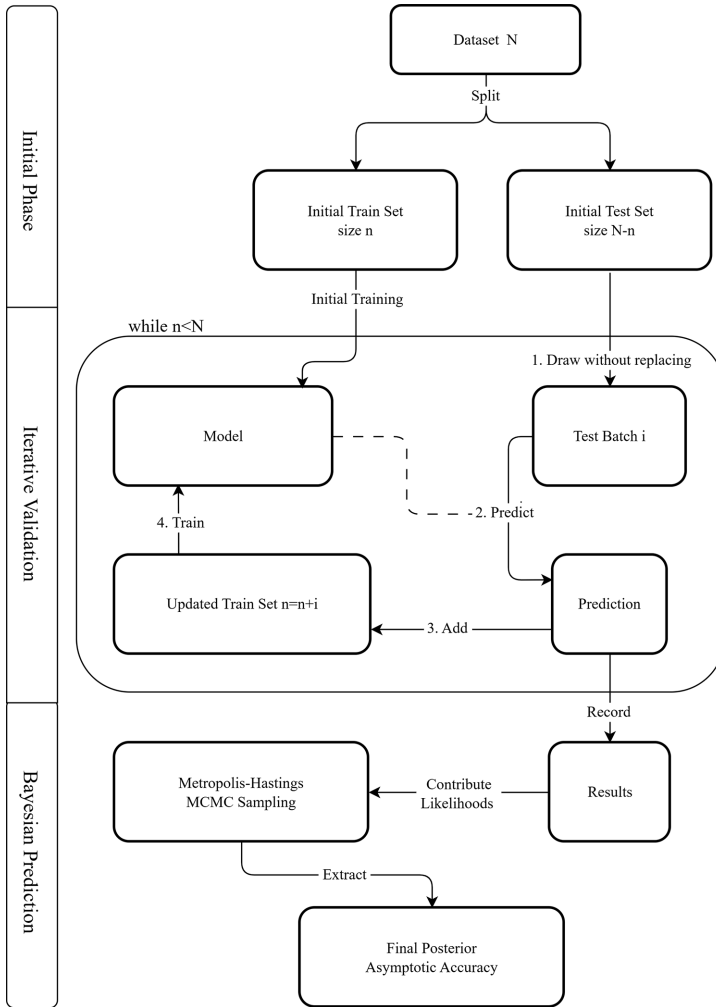 Dataset N
Split
Initial Phase
Initial Train Set
size n
Initial Test Set
size N-n
Initial Training
while n<N
1. Draw without replacing
Iterative Validation
Model
Test Batch i
2. Predict
4. Train
Updated Train Set n=n+i
3. Add
Prediction
Record
Bayesian Prediction
Metropolis-Hastings
MCMC Sampling
Contribute
Likelihoods
Results
Extract
Final Posterior
Asymptotic Accuracy